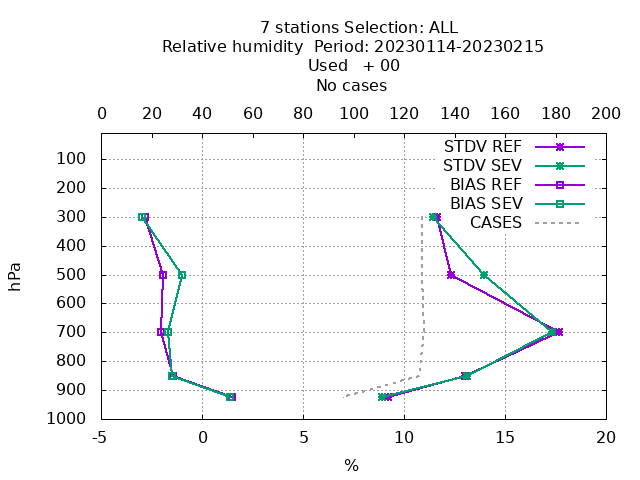 7 stations Selection: ALL
Relative humidity  Period: 20230114-20230215
Used   + 00
No cases
0 20 40 60 80 100 120 140 160 180 200
STDV REF
STDV SEV
BIAS REF
BIAS SEV
CASES
100
200
300
400
500
600
700
800
900
1000
hPa
-5 0 5 10 15 20
%